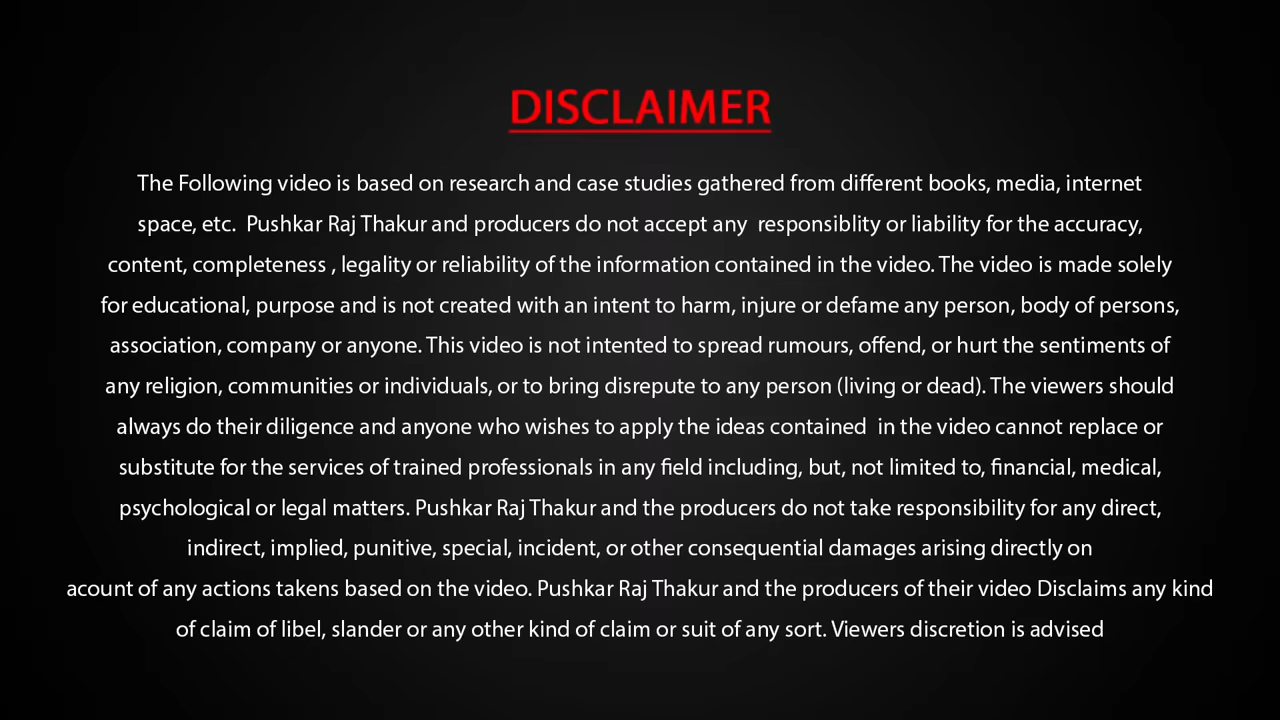 DISCLAIMER
The Following video is based on research and case studies gathered from different books, media, internet
space, etc.  Pushkar Raj Thakur and producers do not accept any  responsiblity or liability for the accuracy,
content, completeness , legality or reliability of the information contained in the video. The video is made solely
for educational, purpose and is not created with an intent to harm, injure or defame any person, body of persons,
association, company or anyone. This video is not intented to spread rumours, offend, or hurt the sentiments of
any religion, communities or individuals, or to bring disrepute to any person (living or dead). The viewers should
always do their diligence and anyone who wishes to apply the ideas contained  in the video cannot replace or
substitute for the services of trained professionals in any field including, but, not limited to, financial, medical,
psychological or legal matters. Pushkar Raj Thakur and the producers do not take responsibility for any direct,
indirect, implied, punitive, special, incident, or other consequential damages arising directly on
acount of any actions takens based on the video. Pushkar Raj Thakur and the producers of their video Disclaims any kind
of claim of libel, slander or any other kind of claim or suit of any sort. Viewers discretion is advised